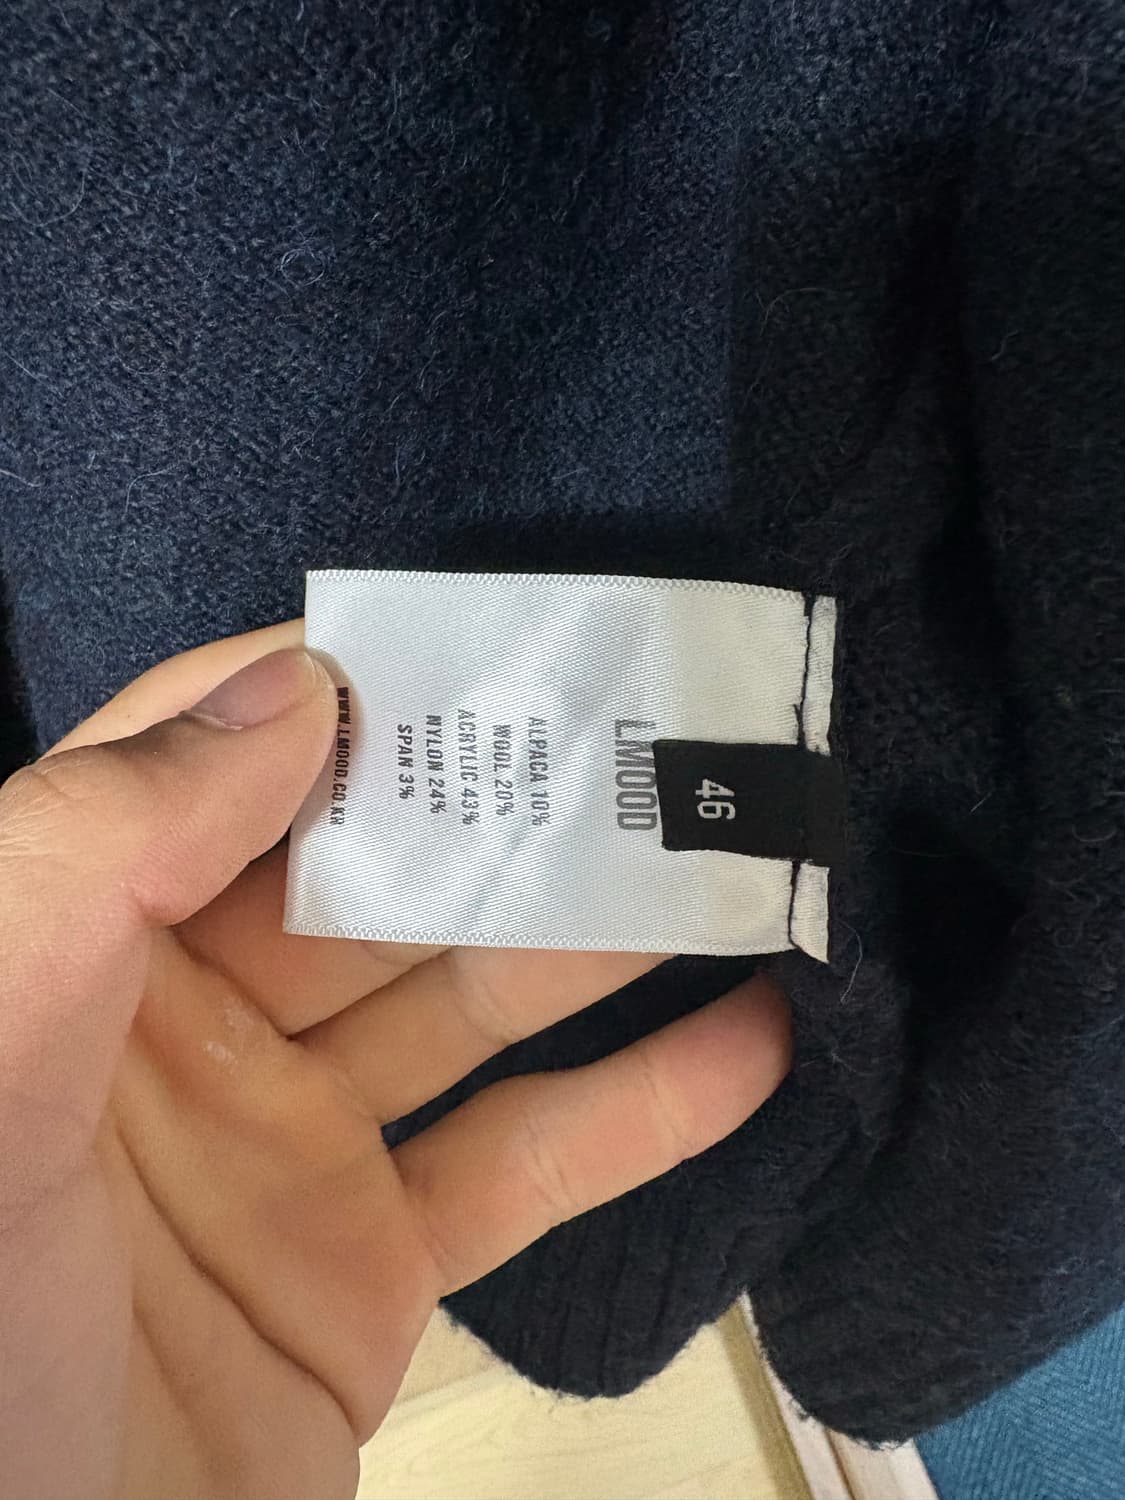 46
LMOOD
ALPACA 10%
WOOL 20%
ACRYLIC 43%
NYLON 24%
SPAN 3%
WWW.LMOOD.CO.KR